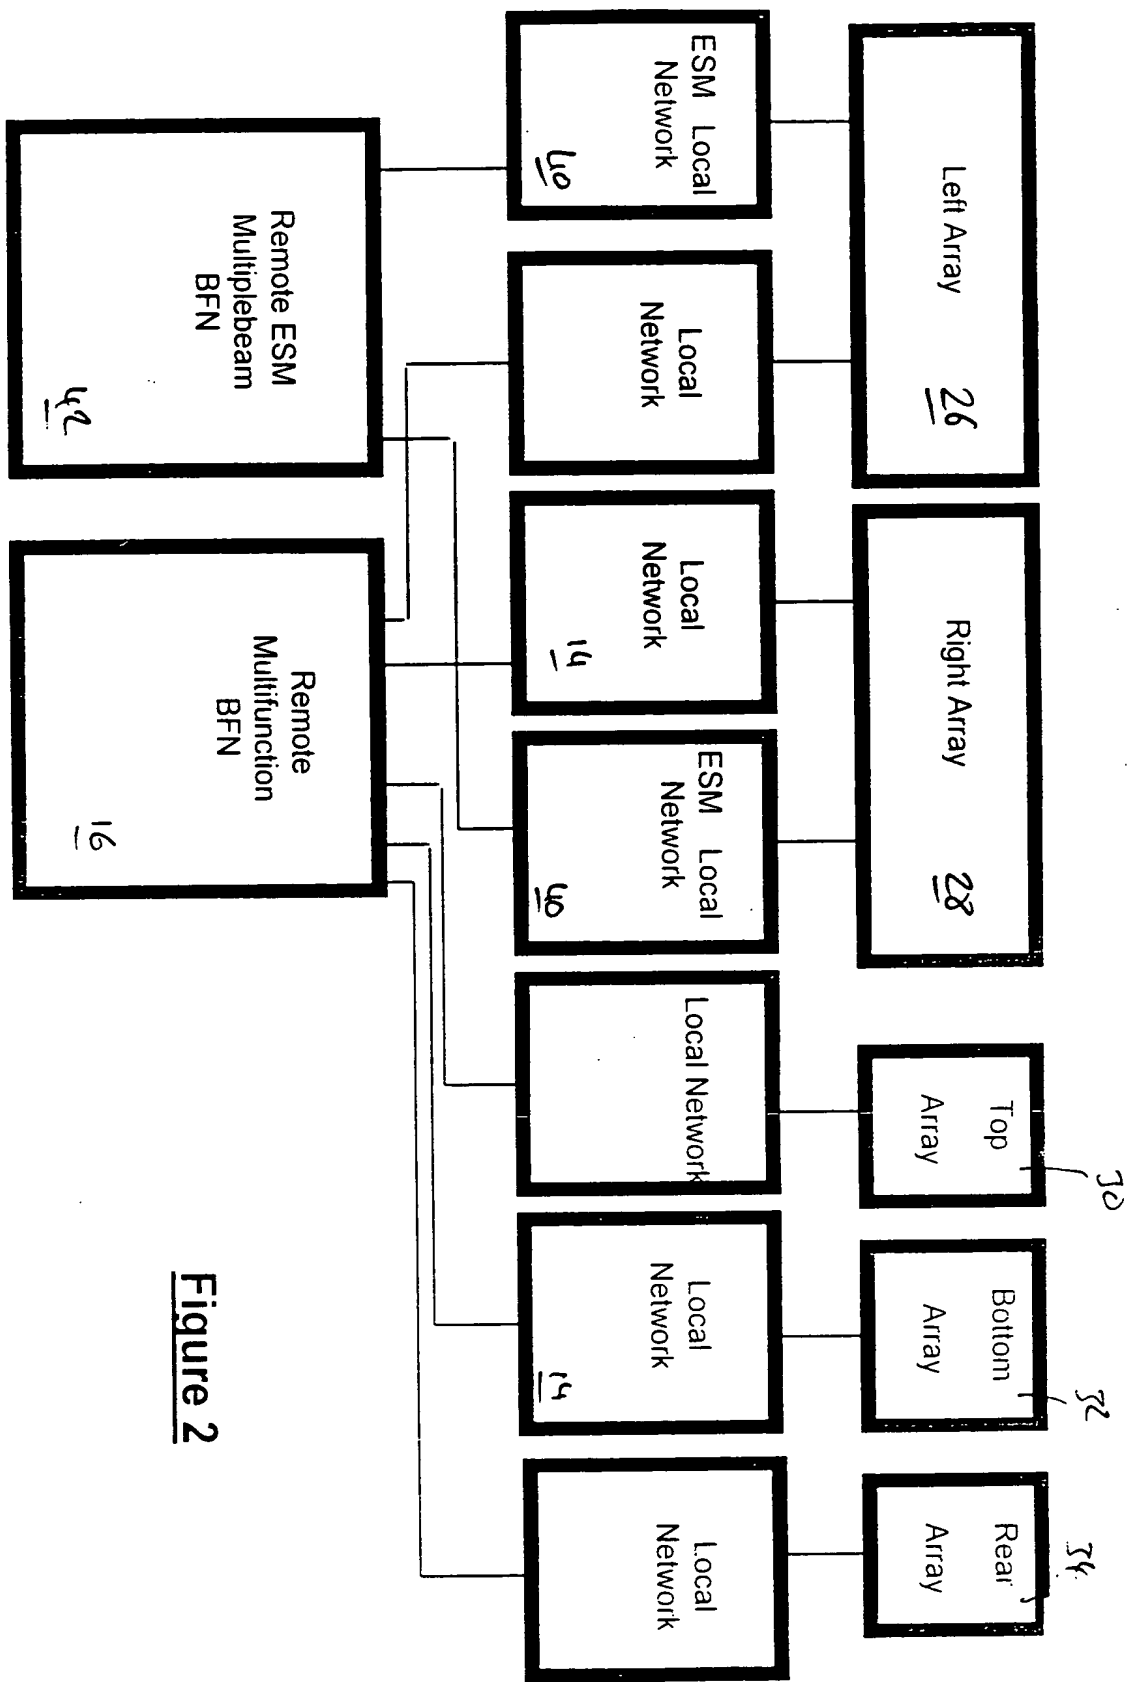 Left Array
26
Right Array
28
Top
Array
30
Bottom
Array
32
Rear
Array
34
ESM Local
Network
40
Local
Network
Local
Network
14
ESM Local
Network
40
Local Network
Local
Network
14
Local
Network
Remote ESM
Multiplebeam
BFN
42
Remote
Multifunction
BFN
16
Figure 2